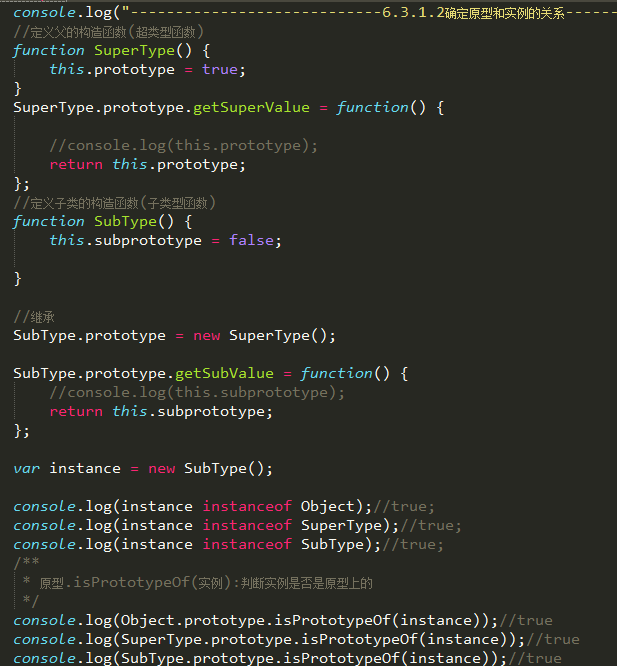 console.log("----------------------------6.3.1.2确定原型和实例的关系------
//定义父的构造函数(超类型函数)
function SuperType() {
    this.prototype = true;
}
SuperType.prototype.getSuperValue = function() {
    //console.log(this.prototype);
    return this.prototype;
};
//定义子类的构造函数(子类型函数)
function SubType() {
    this.subprototype = false;
}
//继承
SubType.prototype = new SuperType();
SubType.prototype.getSubValue = function() {
    //console.log(this.subprototype);
    return this.subprototype;
};
var instance = new SubType();
console.log(instance instanceof Object);//true;
console.log(instance instanceof SuperType);//true;
console.log(instance instanceof SubType);//true;
/**
 * 原型.isPrototypeOf(实例):判断实例是否是原型上的
 */
console.log(Object.prototype.isPrototypeOf(instance));//true
console.log(SuperType.prototype.isPrototypeOf(instance));//true
console.log(SubType.prototype.isPrototypeOf(instance));//true